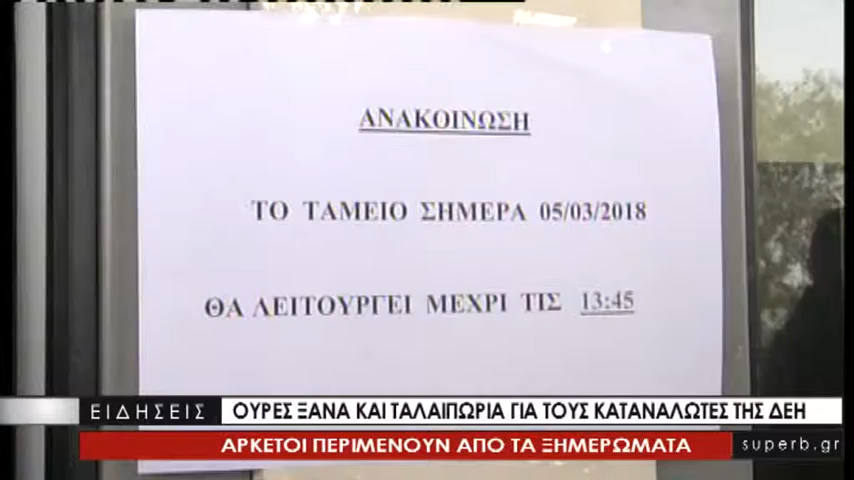 ΑΝΑΚΟΙΝΩΣΗ
ΤΟ ΤΑΜΕΙΟ ΣΗΜΕΡΑ 05/03/2018
ΘΑ ΛΕΙΤΟΥΡΓΕΙ ΜΕΧΡΙ ΤΙΣ 13:45
ΕΙΔΗΣΕΙΣ ΟΥΡΕΣ ΞΑΝΑ ΚΑΙ ΤΑΛΑΙΠΩΡΙΑ ΓΙΑ ΤΟΥΣ ΚΑΤΑΝΑΛΩΤΕΣ ΤΗΣ ΔΕΗ
ΑΡΚΕΤΟΙ ΠΕΡΙΜΕΝΟΥΝ ΑΠΟ ΤΑ ΞΗΜΕΡΩΜΑΤΑ superb.gr